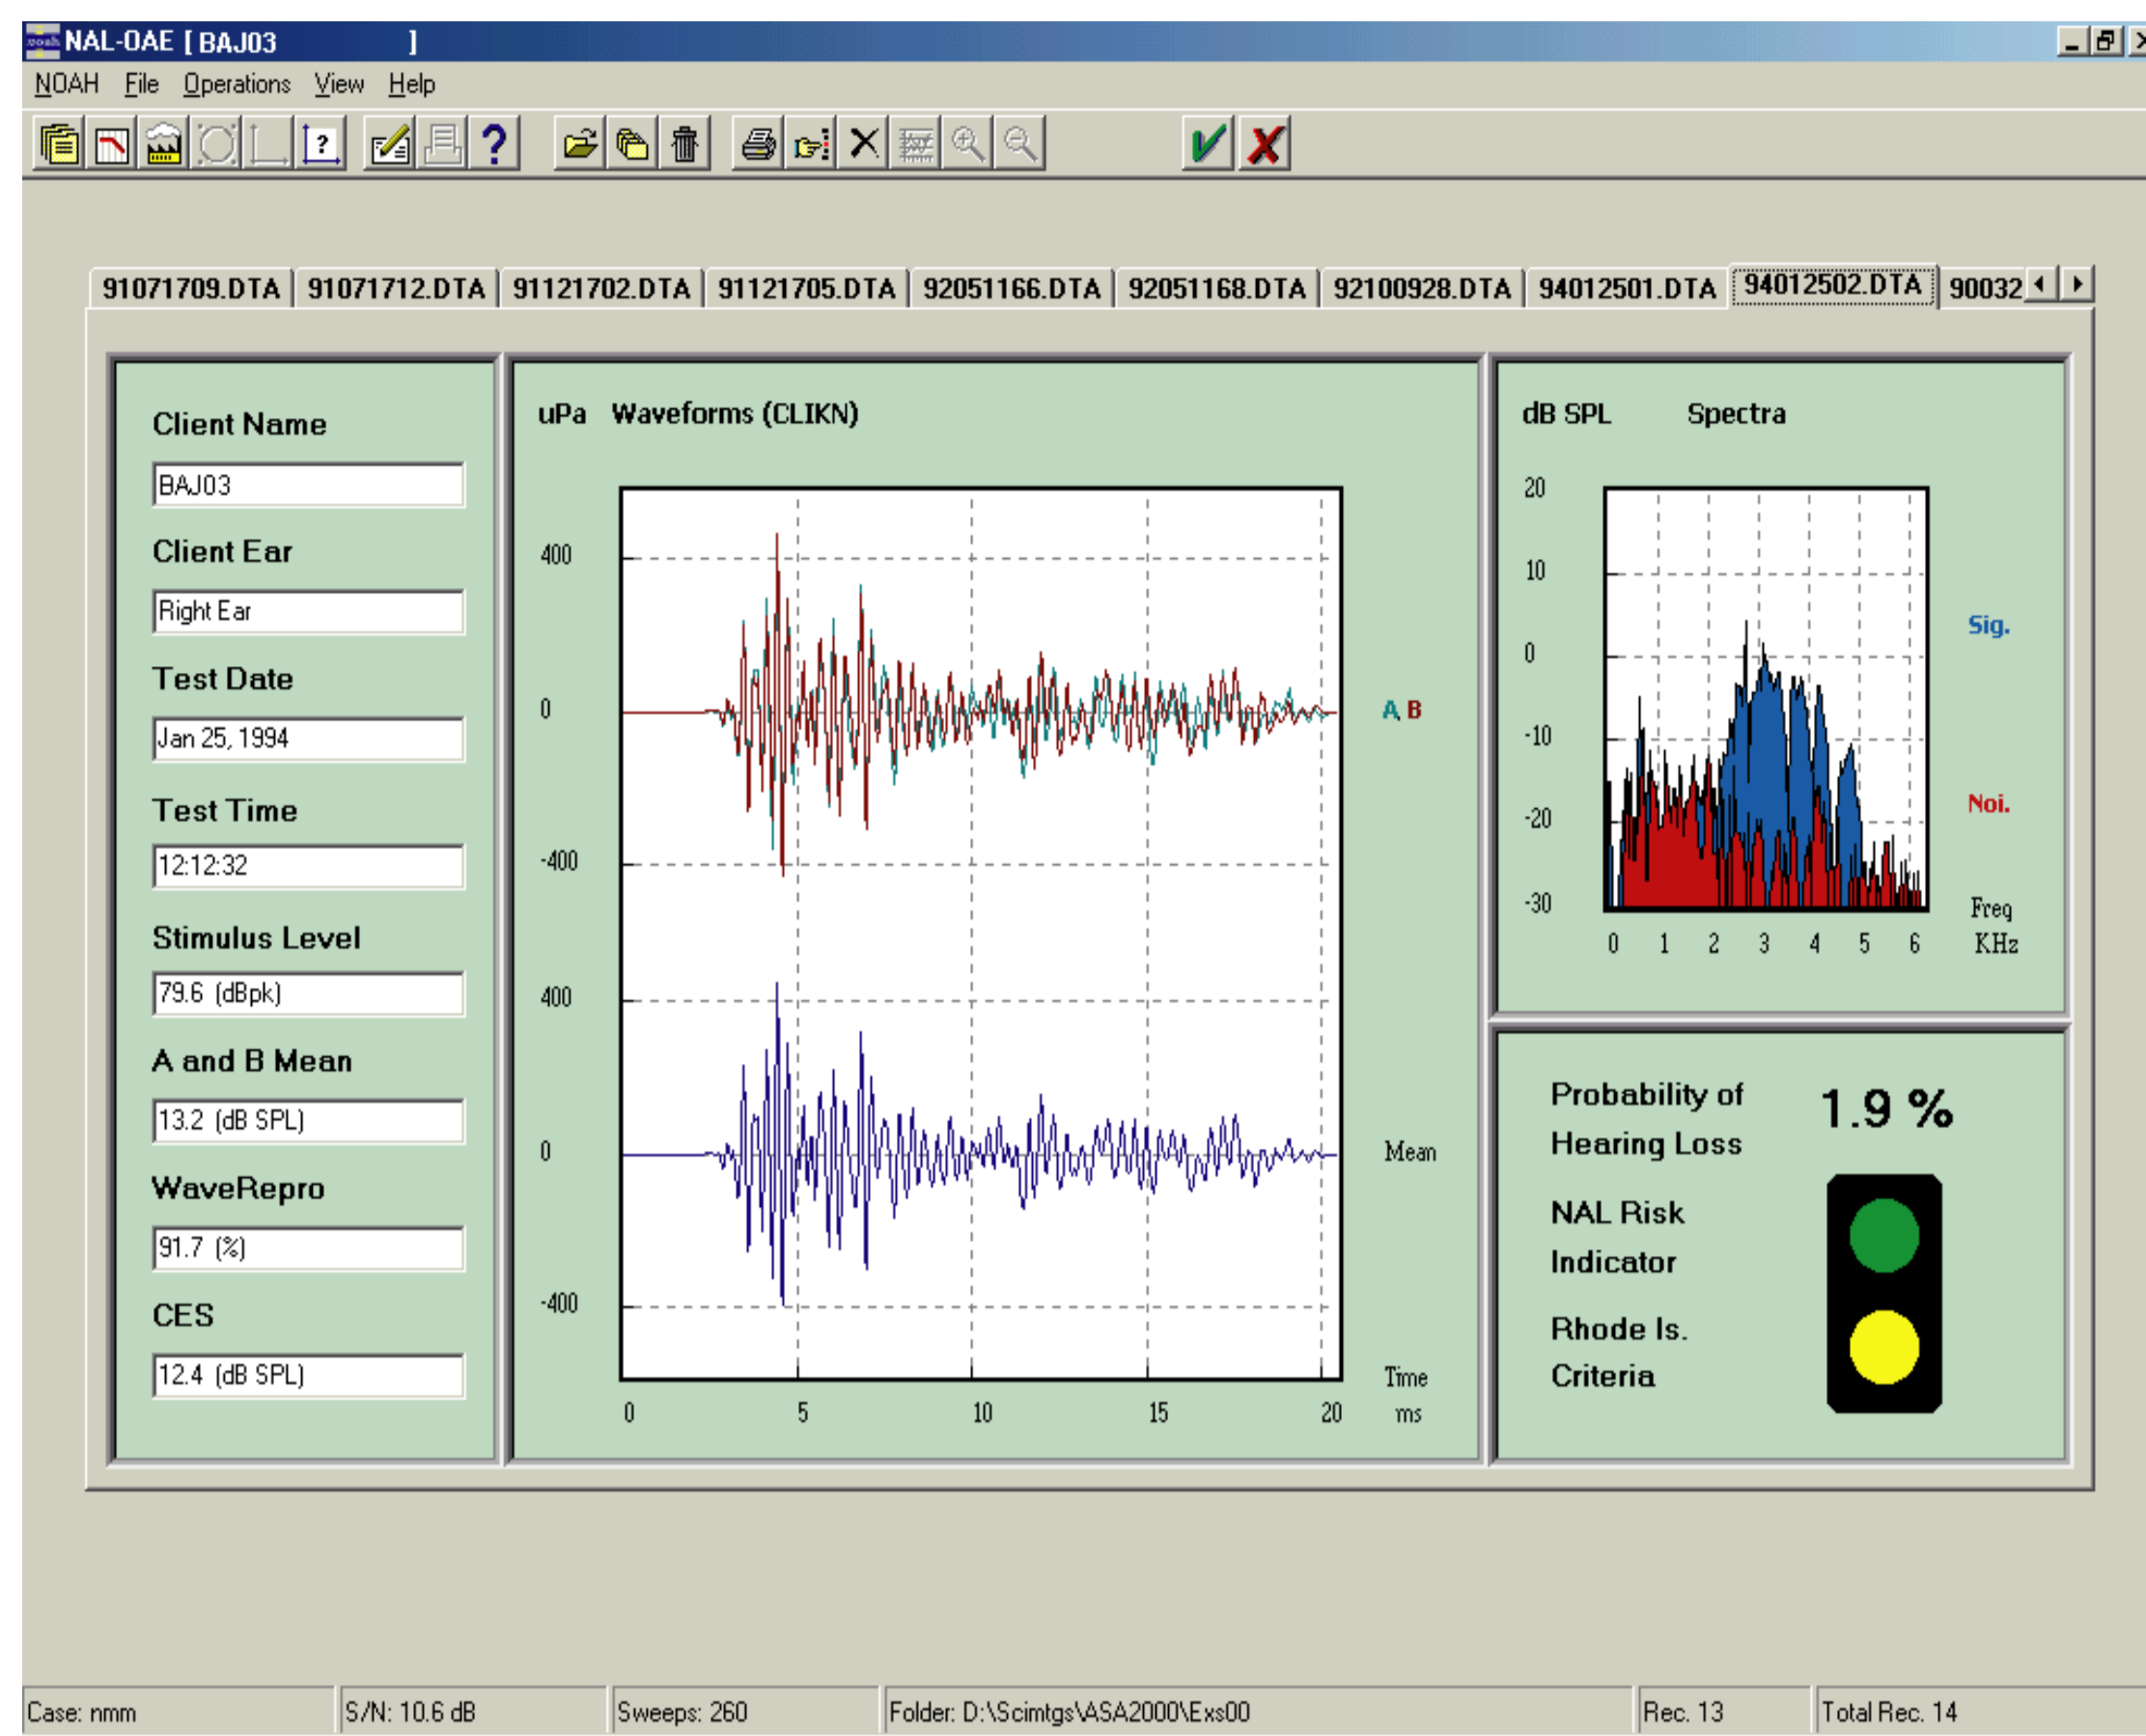 NAL-OAE [ BAJ03 ]
NOAH File Operations View Help
91071709.DTA 91071712.DTA 91121702.DTA 91121705.DTA 92051166.DTA 92051168.DTA 92100928.DTA 94012501.DTA 94012502.DTA 90032
Client Name
BAJ03
Client Ear
Right Ear
Test Date
Jan 25, 1994
Test Time
12:12:32
Stimulus Level
79.6 (dBpk)
A and B Mean
13.2 (dB SPL)
WaveRepro
91.7 (%)
CES
12.4 (dB SPL)
uPa Waveforms (CLIKN)
400
0
-400
A, B
400
0
-400
Mean
Time
ms
0 5 10 15 20
dB SPL Spectra
20
10
0
-10
-20
-30
Sig.
Noi.
Freq
KHz
0 1 2 3 4 5 6
Probability of
Hearing Loss
1.9 %
NAL Risk
Indicator
Rhode Is.
Criteria
Case: nmm S/N: 10.6 dB Sweeps: 260 Folder: D:\Scimtgs\ASA2000\Exs00 Rec. 13 Total Rec. 14